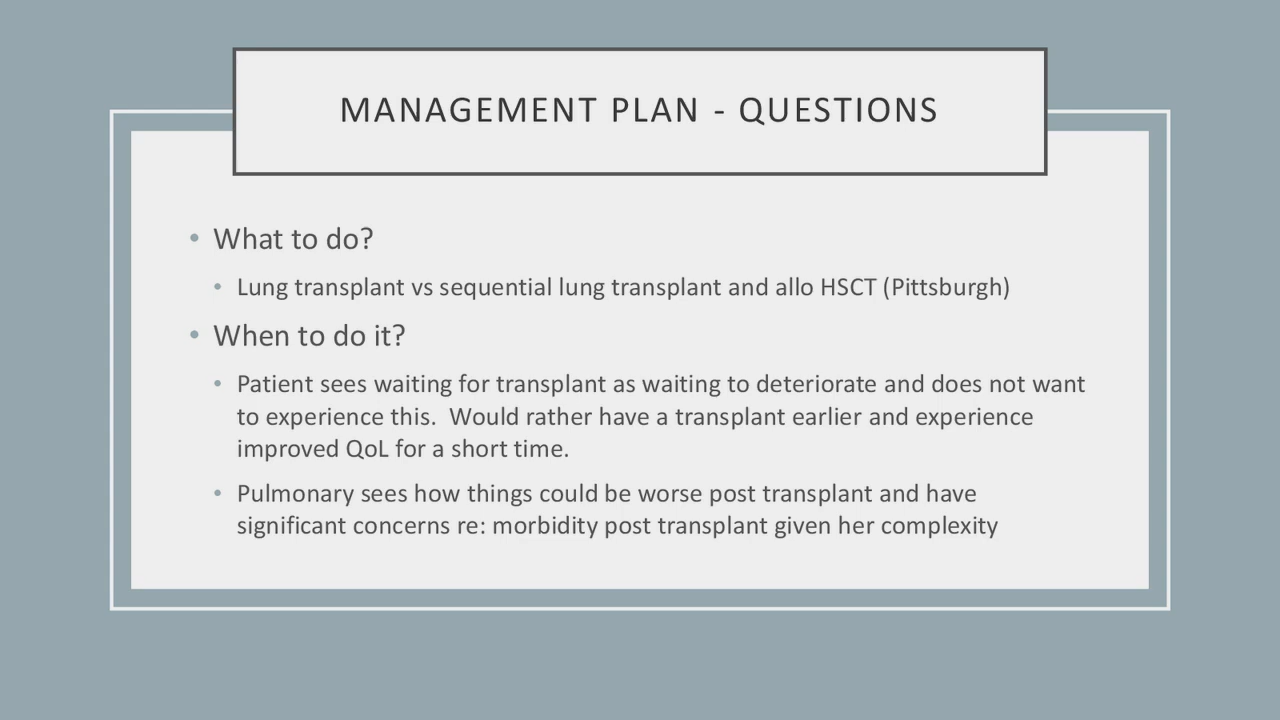 MANAGEMENT PLAN - QUESTIONS
• What to do?
• Lung transplant vs sequential lung transplant and allo HSCT (Pittsburgh)
• When to do it?
• Patient sees waiting for transplant as waiting to deteriorate and does not want
to experience this.  Would rather have a transplant earlier and experience
improved QoL for a short time.
• Pulmonary sees how things could be worse post transplant and have
significant concerns re: morbidity post transplant given her complexity